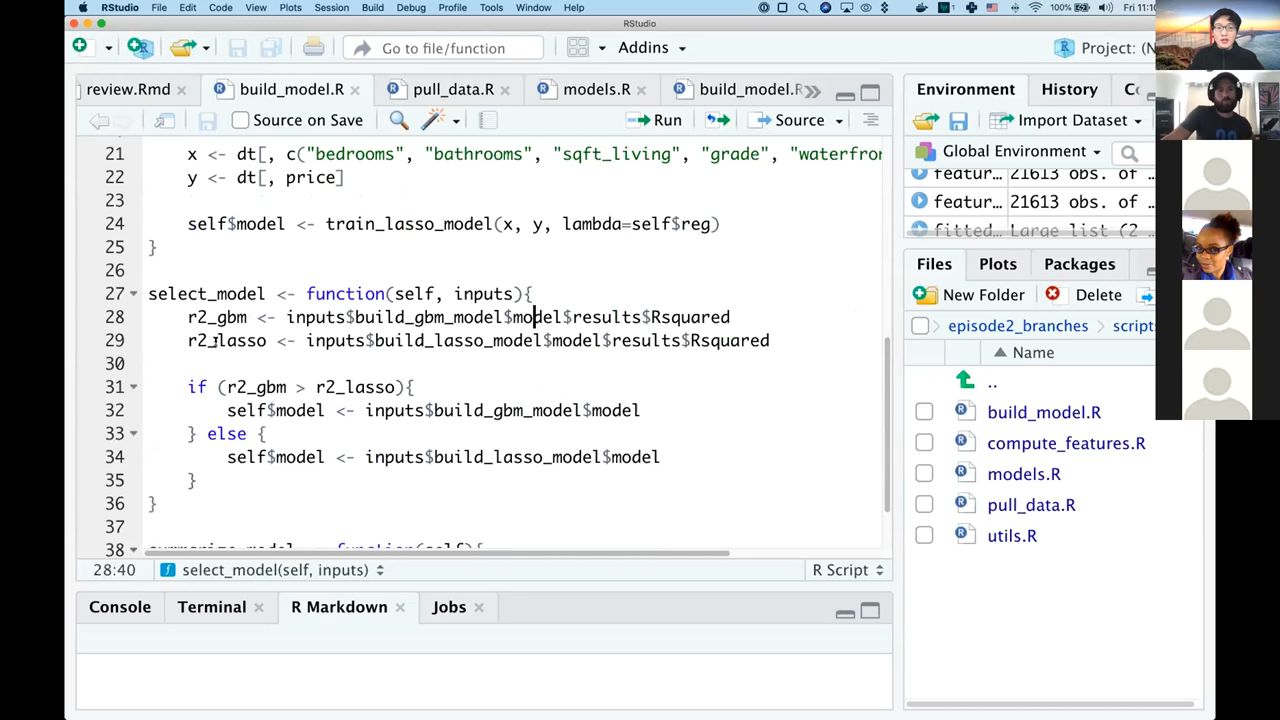 RStudio File Edit Code View Plots Session Build Debug Profile Tools Window Help 100% Fri 11:1
RStudio
Go to file/function Addins Project: (N
review.Rmd build_model.R pull_data.R models.R build_model.R
Source on Save Run Source
21 x <- dt[, c("bedrooms", "bathrooms", "sqft_living", "grade", "waterfron
22 y <- dt[, price]
23
24 self$model <- train_lasso_model(x, y, lambda=self$reg)
25 }
26
27 select_model <- function(self, inputs){
28 r2_gbm <- inputs$build_gbm_model$model$results$Rsquared
29 r2_lasso <- inputs$build_lasso_model$model$results$Rsquared
30
31 if (r2_gbm > r2_lasso){
32 self$model <- inputs$build_gbm_model$model
33 } else {
34 self$model <- inputs$build_lasso_model$model
35 }
36 }
37
38 summarize_model <- function(self){
28:40 select_model(self, inputs) R Script
Console Terminal R Markdown Jobs
Environment History C
Import Dataset
Global Environment
featur… 21613 obs. of …
featur… 21613 obs. of …
fitted… Large list (2 …
Files Plots Packages
New Folder Delete
episode2_branches scripts
Name
..
build_model.R
compute_features.R
models.R
pull_data.R
utils.R